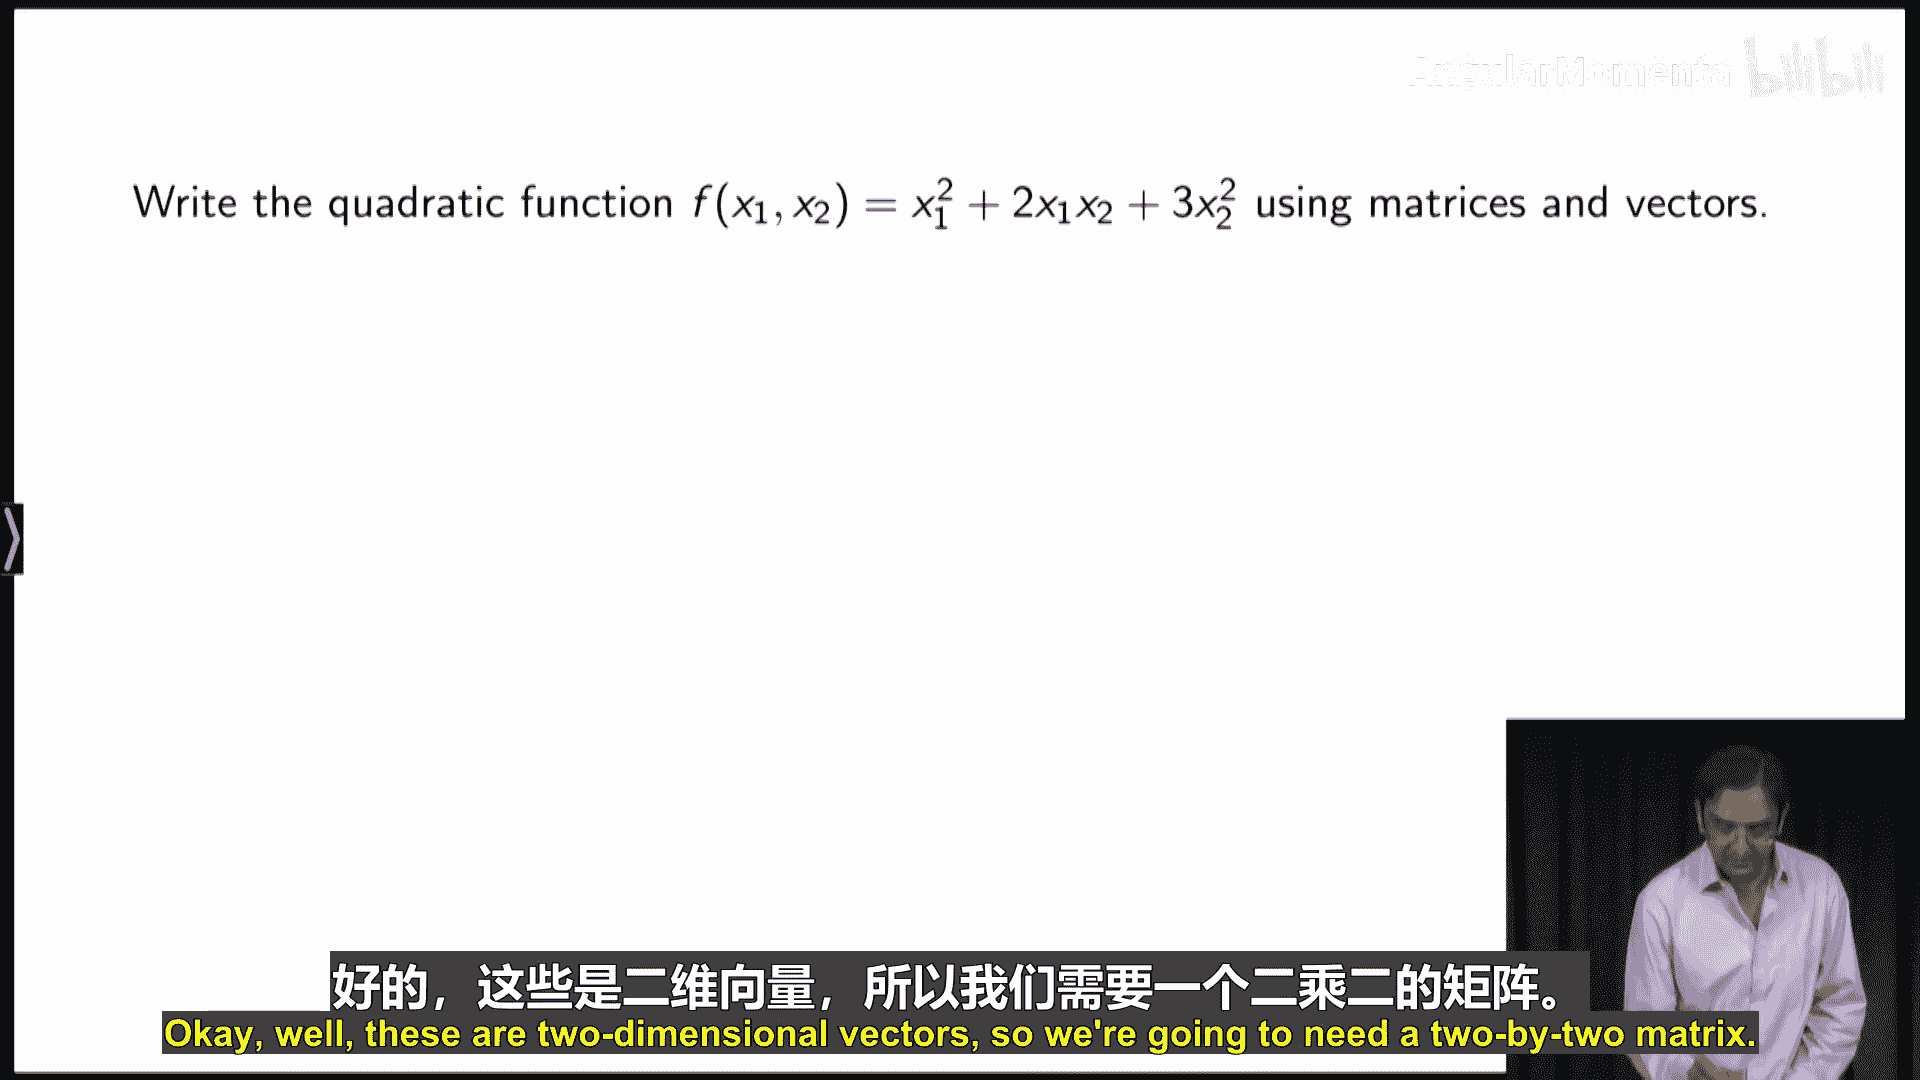 AngularMomenta bilibili
Write the quadratic function f(x₁, x₂) = x₁² + 2x₁x₂ + 3x₂² using matrices and vectors.
好的，这些是二维向量，所以我们需要一个二乘二的矩阵。
Okay, well, these are two-dimensional vectors, so we're going to need a two-by-two matrix.